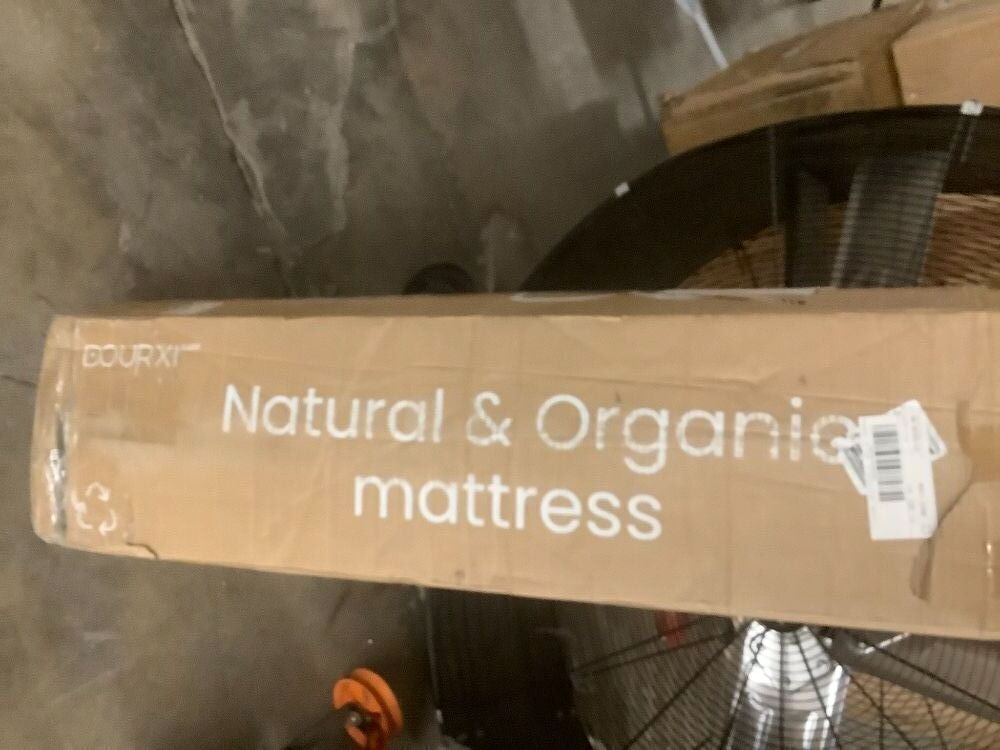 DOURXI
Natural & Organic
mattress